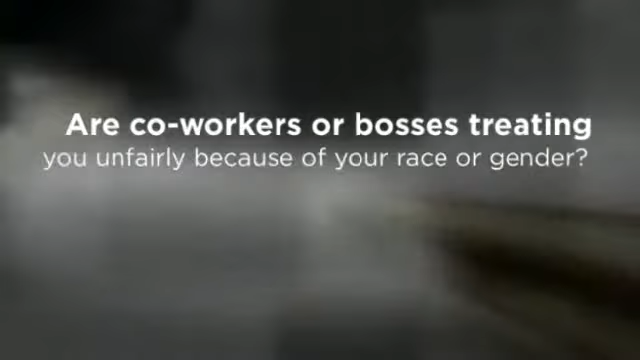 Are co-workers or bosses treating
you unfairly because of your race or gender?